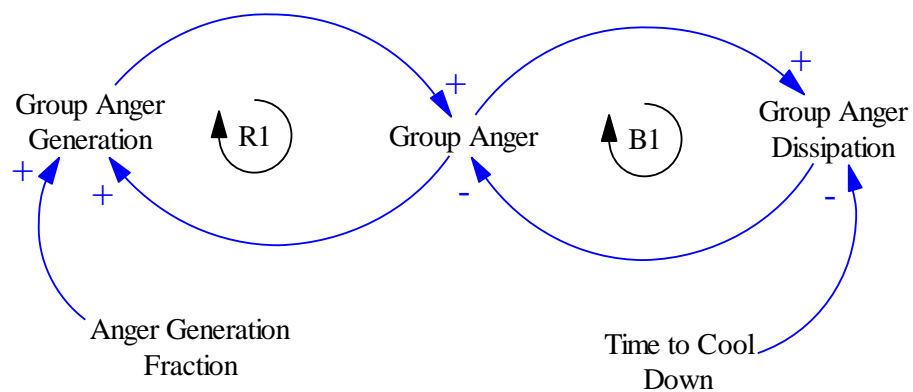 +
+
Group Anger
Generation
R1
Group Anger
B1
Group Anger
Dissipation
+
+
-
-
Anger Generation
Fraction
Time to Cool
Down